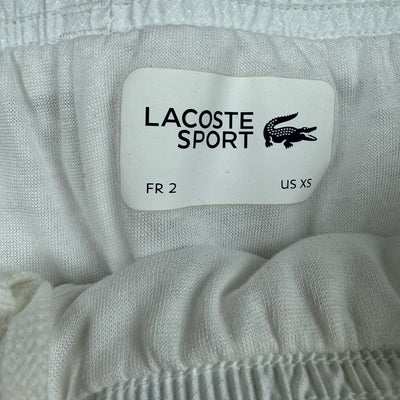 LACOSTE
SPORT
FR 2 US XS